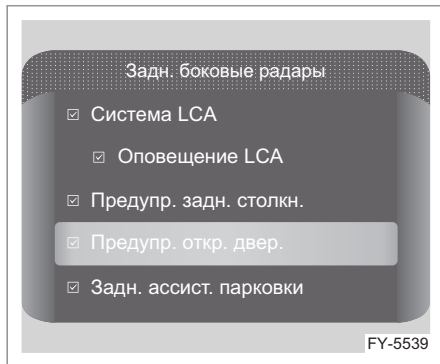 Задн. боковые радары
Система LCA
Оповещение LCA
Предупр. задн. столкн.
Предупр. откр. двер.
Задн. ассист. парковки
FY-5539